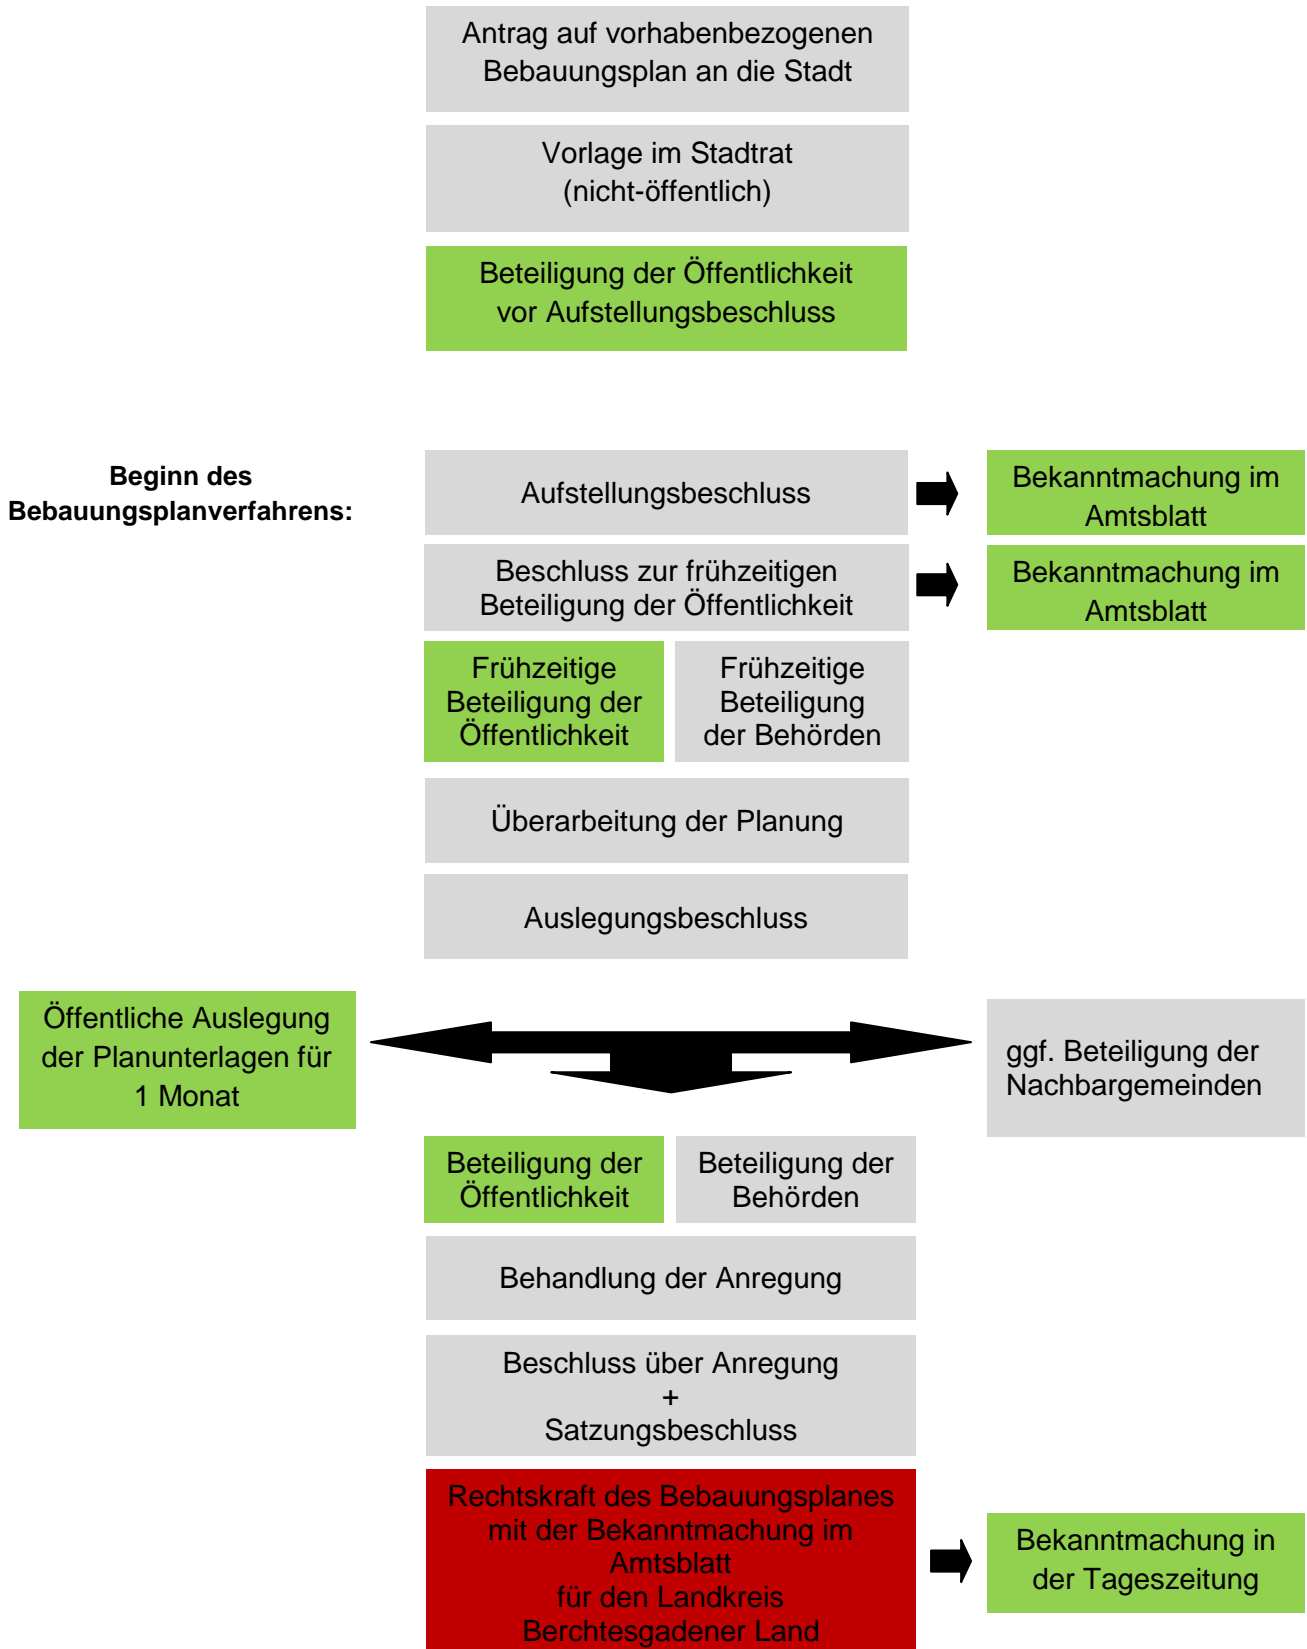 Antrag auf vorhabenbezogenen
Bebauungsplan an die Stadt
Vorlage im Stadtrat
(nicht-öffentlich)
Beteiligung der Öffentlichkeit
vor Aufstellungsbeschluss
Beginn des
Bebauungsplanverfahrens:
Aufstellungsbeschluss
Bekanntmachung im
Amtsblatt
Beschluss zur frühzeitigen
Beteiligung der Öffentlichkeit
Bekanntmachung im
Amtsblatt
Frühzeitige
Beteiligung der
Öffentlichkeit
Frühzeitige
Beteiligung
der Behörden
Überarbeitung der Planung
Auslegungsbeschluss
Öffentliche Auslegung
der Planunterlagen für
1 Monat
ggf. Beteiligung der
Nachbargemeinden
Beteiligung der
Öffentlichkeit
Beteiligung der
Behörden
Behandlung der Anregung
Beschluss über Anregung
+
Satzungsbeschluss
Rechtskraft des Bebauungsplanes
mit der Bekanntmachung im
Amtsblatt
für den Landkreis
Berchtesgadener Land
Bekanntmachung in
der Tageszeitung